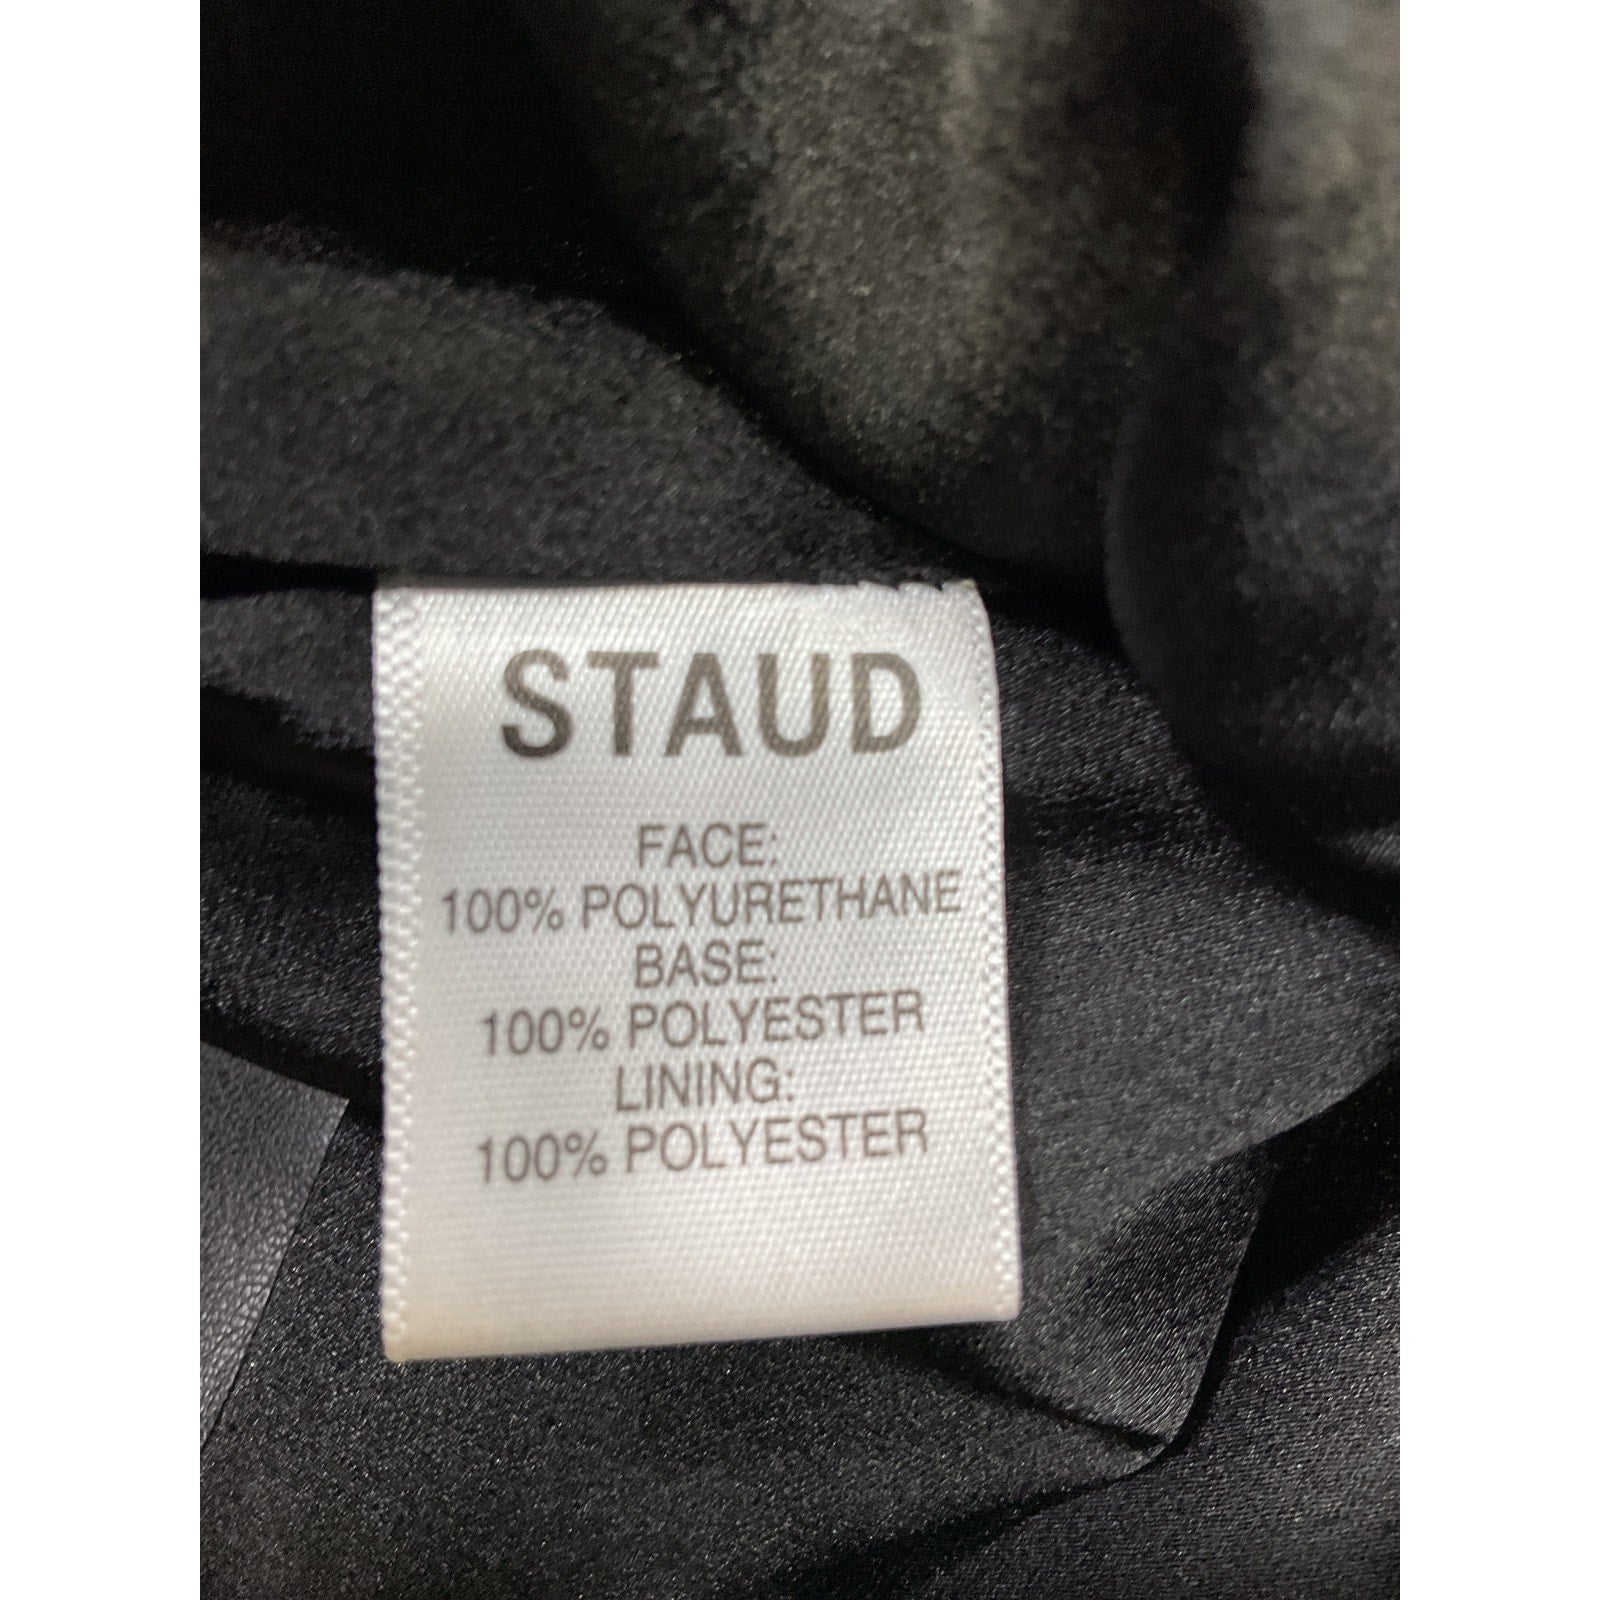 STAUD
FACE:
100% POLYURETHANE
BASE:
100% POLYESTER
LINING:
100% POLYESTER